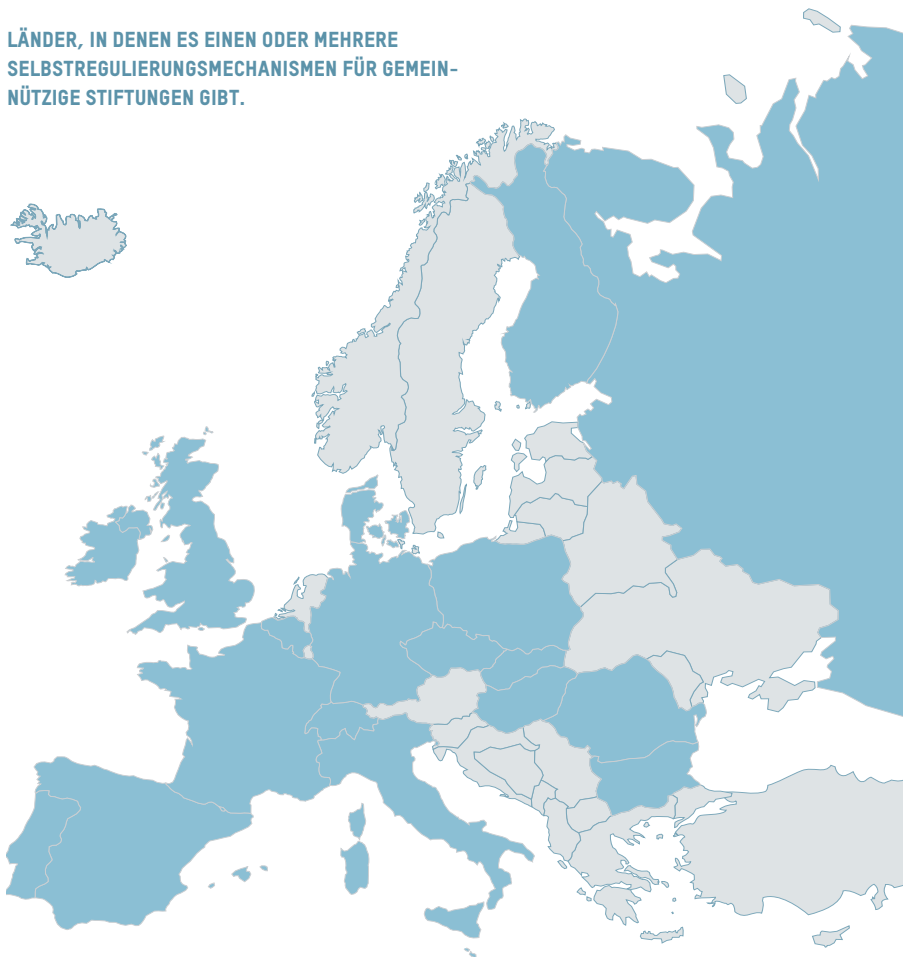 LÄNDER, IN DENEN ES EINEN ODER MEHRERE
SELBSTREGULIERUNGSMECHANISMEN FÜR GEMEIN-
NÜTZIGE STIFTUNGEN GIBT.